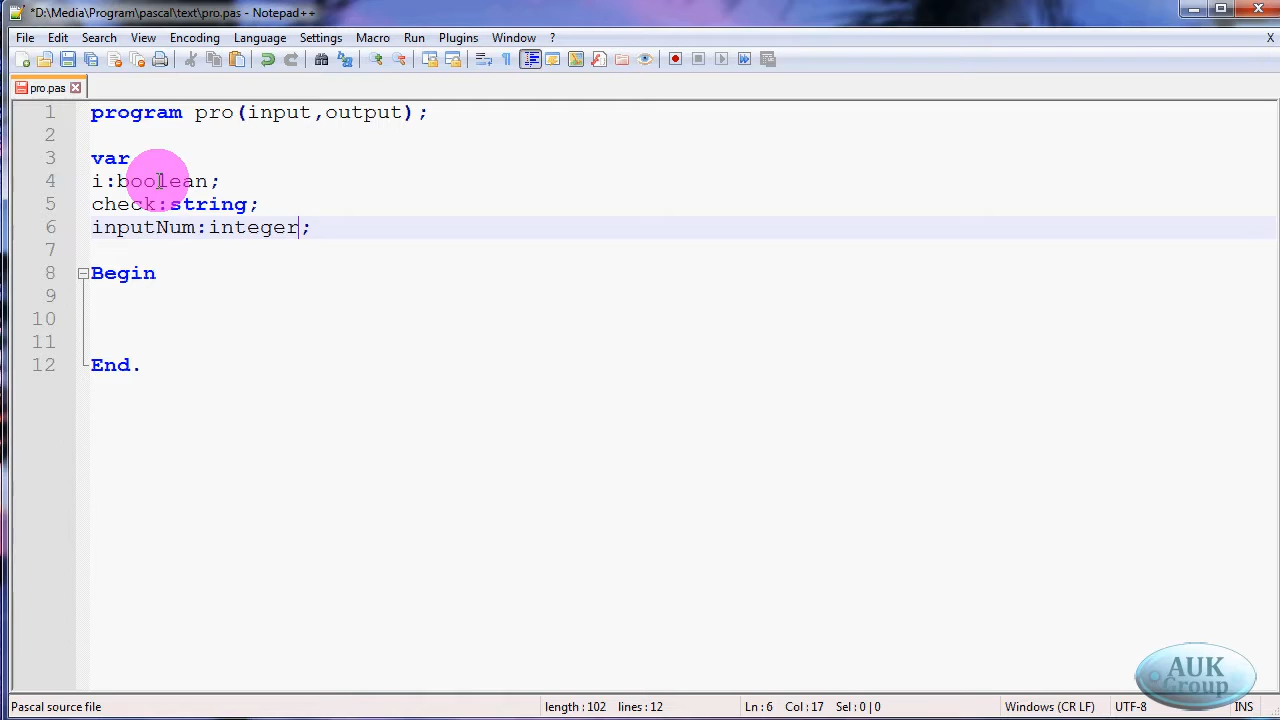 *D:\Media\Program\pascal\text\pro.pas - Notepad++
File Edit Search View Encoding Language Settings Macro Run Plugins Window ? X
pro.pas
1 program pro(input,output);
2
3 var
4 i:boolean;
5 check:string;
6 inputNum:integer;
7
8 Begin
9
10
11
12 End.
AUK
Group
Pascal source file length : 102 lines : 12 Ln : 6 Col : 17 Sel : 0 | 0 Windows (CR LF) UTF-8 INS